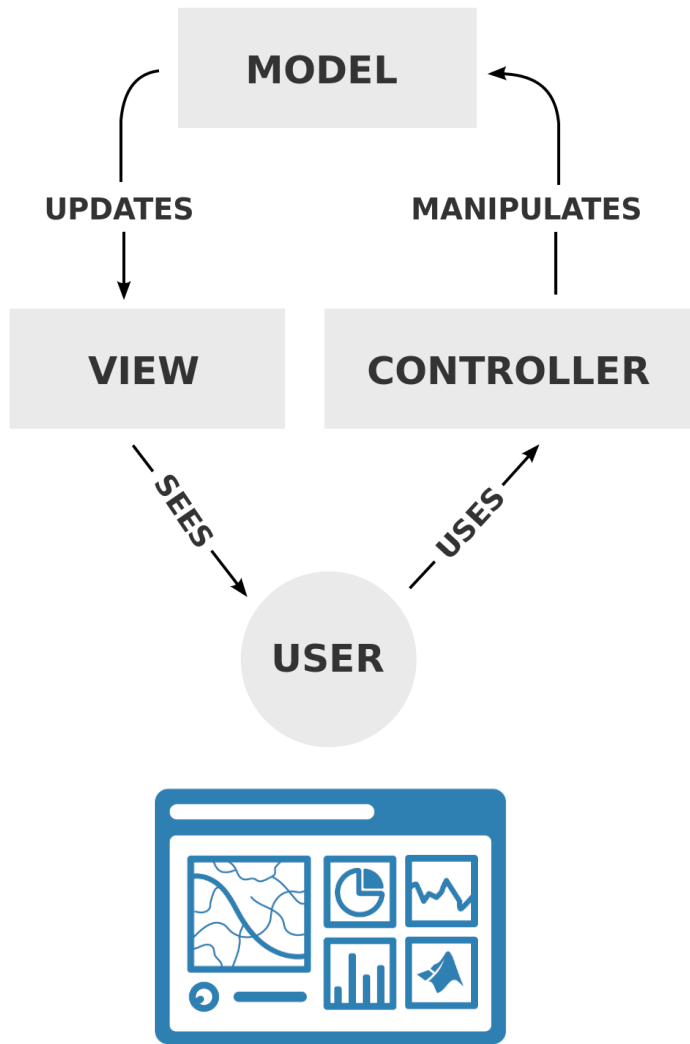 MODEL
UPDATES
MANIPULATES
VIEW
CONTROLLER
SEES
USES
USER